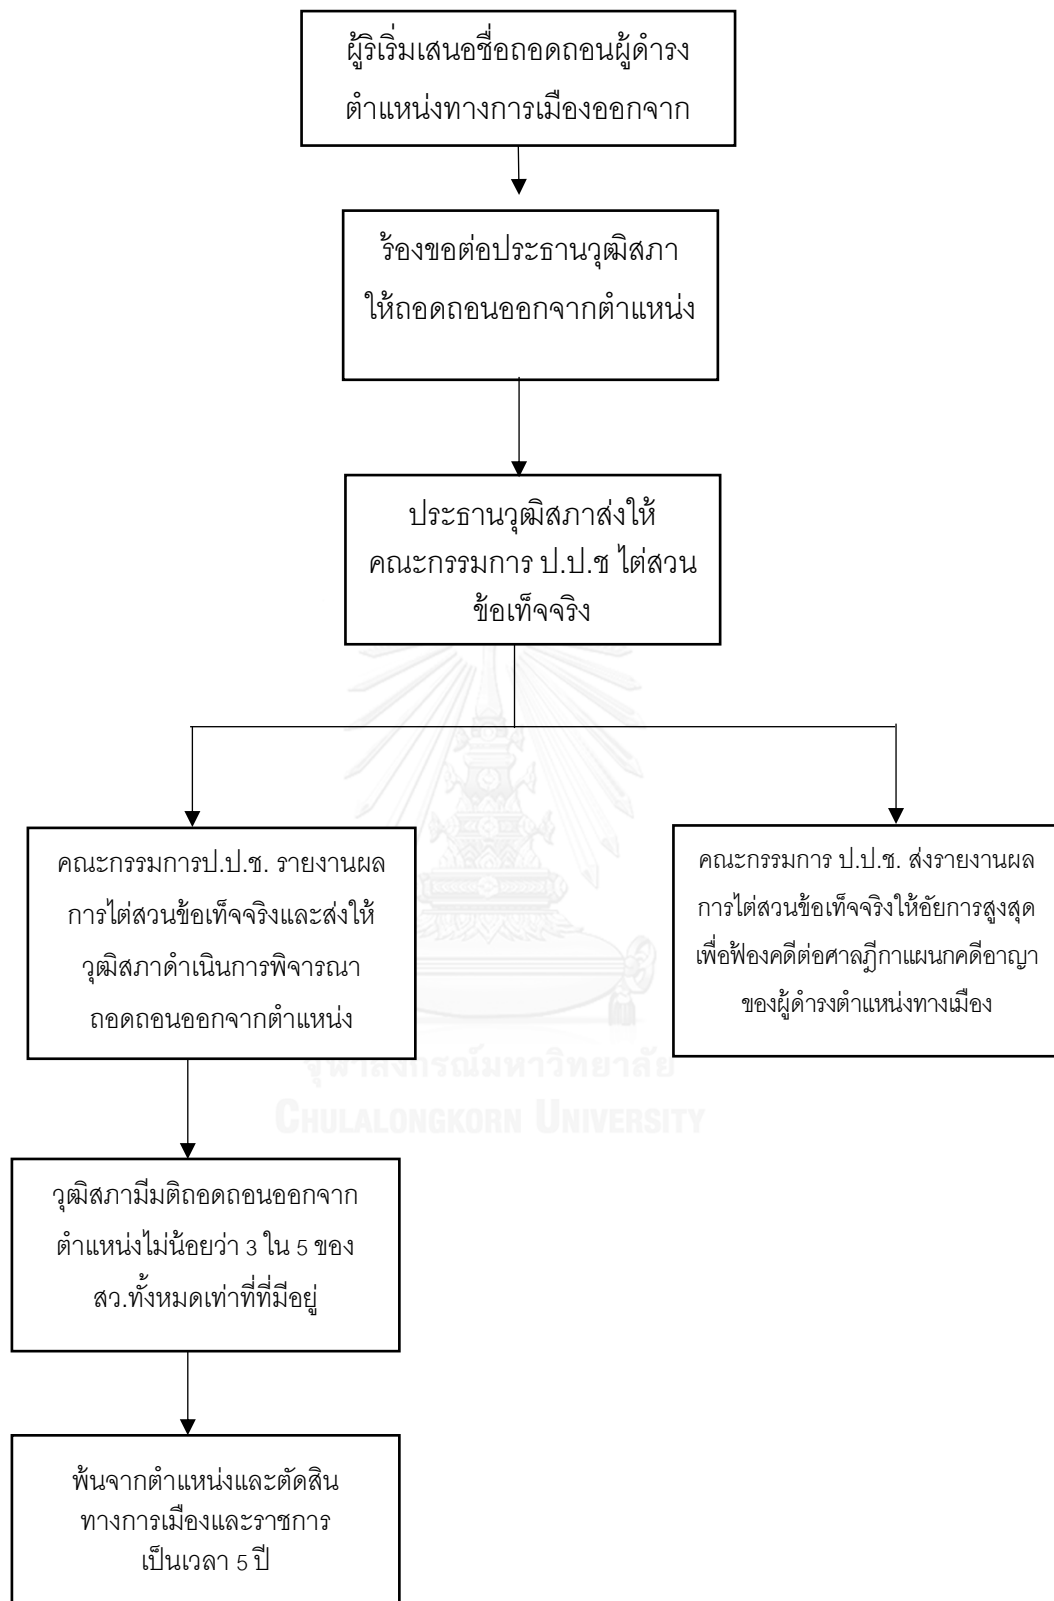 ผู้ริเริ่มเสนอชื่อถอดถอนผู้ดำรง
ตำแหน่งทางการเมืองออกจาก
ร้องขอต่อประธานวุฒิสภา
ให้ถอดถอนออกจากตำแหน่ง
ประธานวุฒิสภาส่งให้
คณะกรรมการ ป.ป.ช ไต่สวน
ข้อเท็จจริง
คณะกรรมการป.ป.ช. รายงานผล
การไต่สวนข้อเท็จจริงและส่งให้
วุฒิสภาดำเนินการพิจารณา
ถอดถอนออกจากตำแหน่ง
คณะกรรมการ ป.ป.ช. ส่งรายงานผล
การไต่สวนข้อเท็จจริงให้อัยการสูงสุด
เพื่อฟ้องคดีต่อศาลฎีกาแผนกคดีอาญา
ของผู้ดำรงตำแหน่งทางเมือง
จุฬาลงกรณ์มหาวิทยาลัย
CHULALONGKORN UNIVERSITY
วุฒิสภามีมติถอดถอนออกจาก
ตำแหน่งไม่น้อยว่า 3 ใน 5 ของ
สว.ทั้งหมดเท่าที่ที่มีอยู่
พ้นจากตำแหน่งและตัดสิน
ทางการเมืองและราชการ
เป็นเวลา 5 ปี